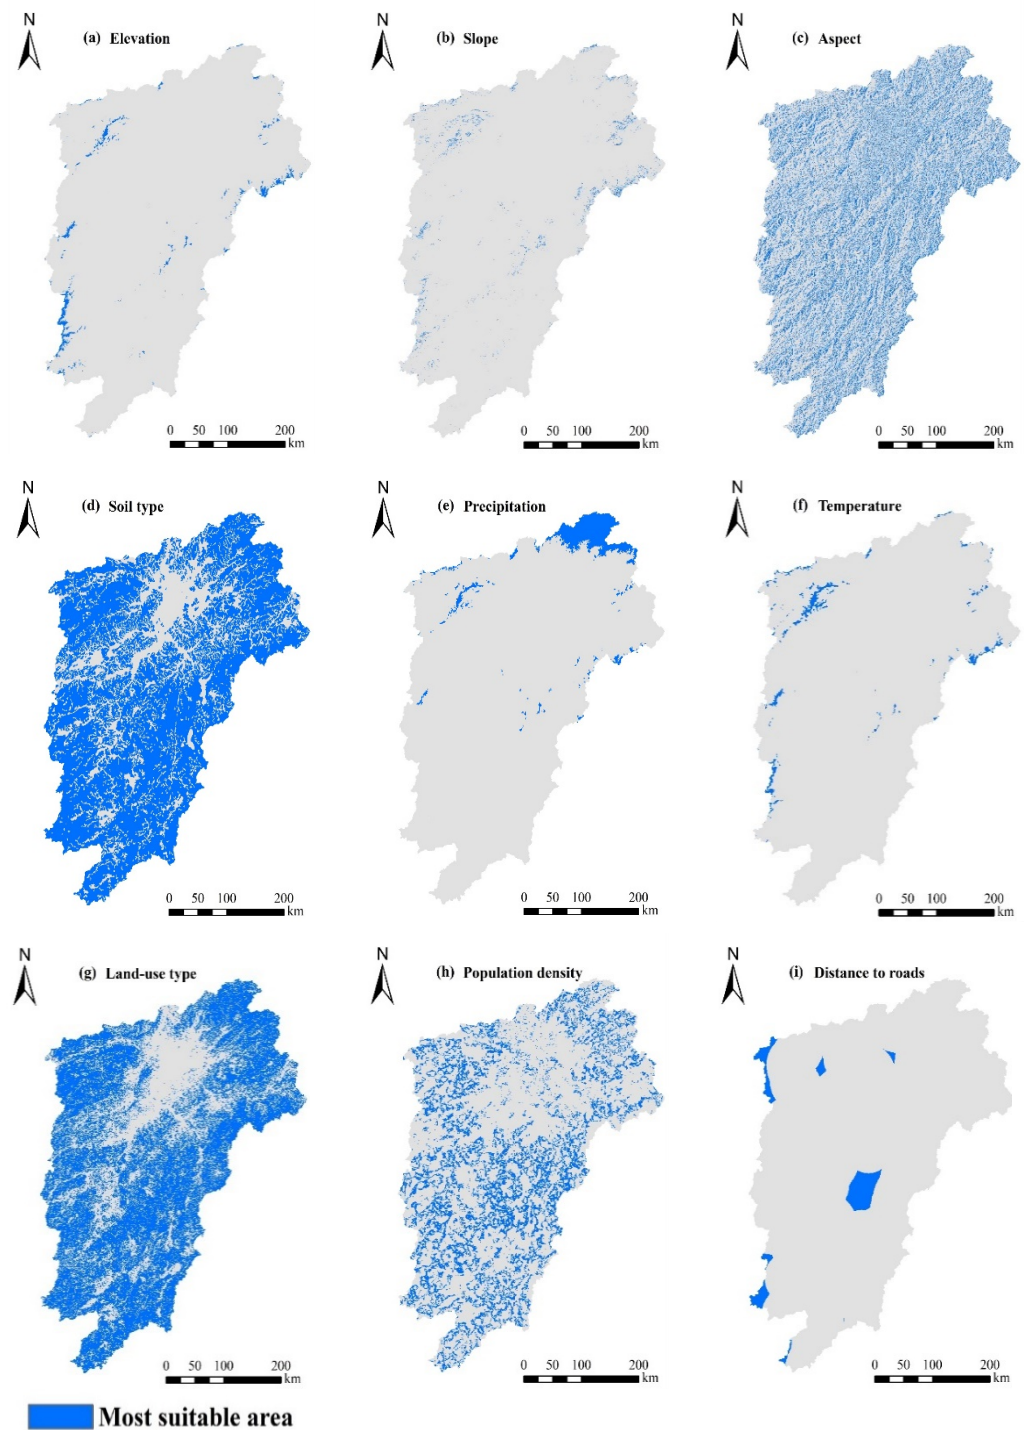 N
(a) Elevation
0 50 100 200
km
N
(b) Slope
0 50 100 200
km
N
(c) Aspect
0 50 100 200
km
N
(d) Soil type
0 50 100 200
km
N
(e) Precipitation
0 50 100 200
km
N
(f) Temperature
0 50 100 200
km
N
(g) Land-use type
0 50 100 200
km
N
(h) Population density
0 50 100 200
km
N
(i) Distance to roads
0 50 100 200
km
Most suitable area